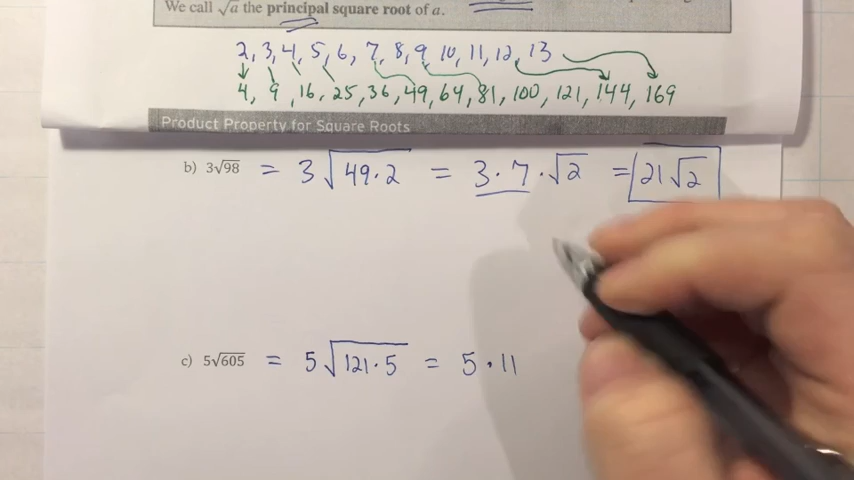 We call √a the principal square root of a.
2, 3, 4, 5, 6, 7, 8, 9, 10, 11, 12, 13
4, 9, 16, 25, 36, 49, 64, 81, 100, 121, 144, 169
Product Property for Square Roots
b) 3√98 = 3√49·2 = 3·7·√2 = 21√2
c) 5√605 = 5√121·5 = 5·11